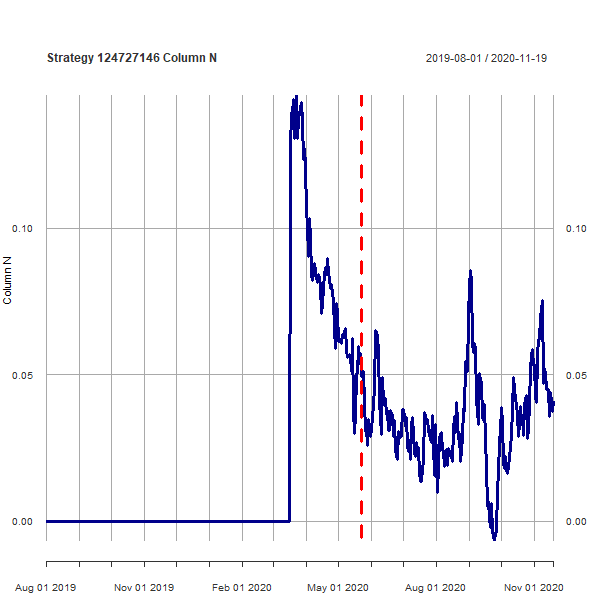 Strategy 124727146 Column N
2019-08-01 / 2020-11-19
Column N
0.10
0.10
0.05
0.05
0.00
0.00
Aug 01 2019
Nov 01 2019
Feb 01 2020
May 01 2020
Aug 01 2020
Nov 01 2020